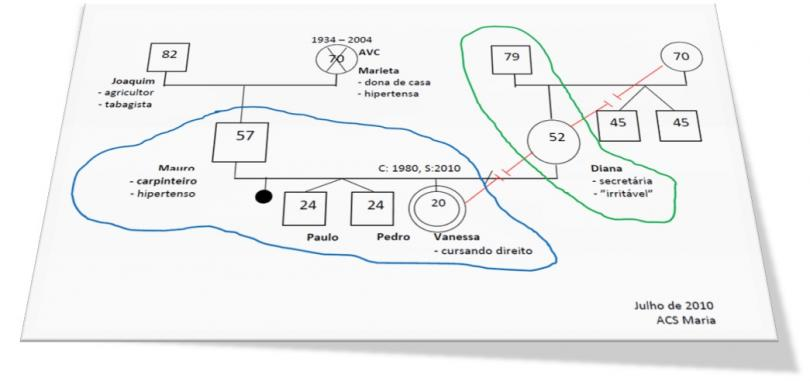 1934 – 2004
82
70
AVC
79
70
Joaquim
- agricultor
- tabagista
Marieta
- dona de casa
- hipertensa
57
52
45
45
Mauro
- carpinteiro
- hipertenso
C: 1980, S:2010
Diana
- secretária
- "irritável"
24
24
20
Paulo
Pedro
Vanessa
- cursando direito
Julho de 2010
ACS Maria